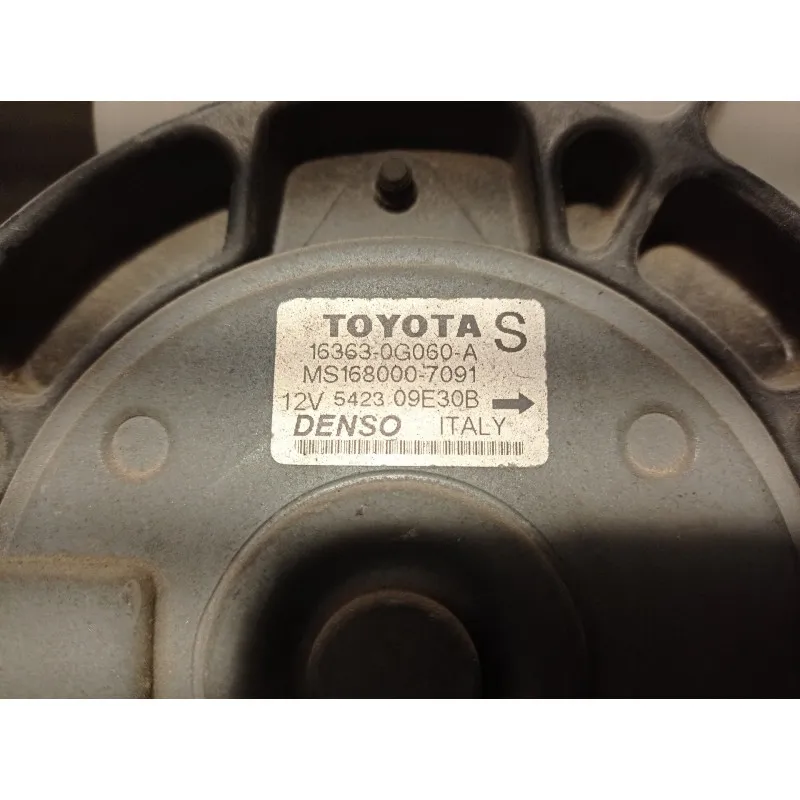 TOYOTA S
16363-0G060-A
MS168000-7091
12V 5423 09E30B →
DENSO ITALY